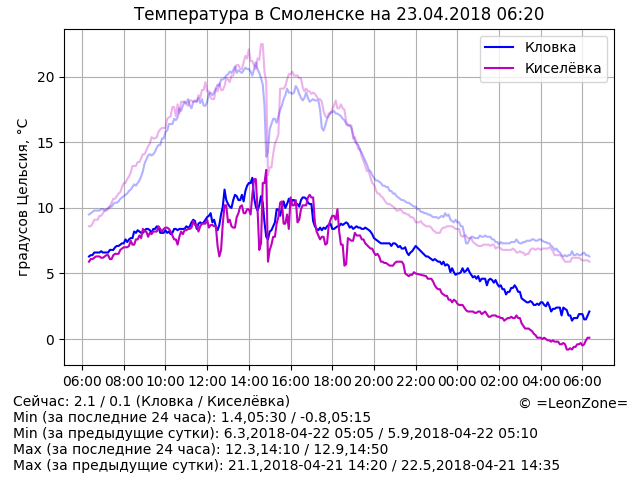 Температура в Смоленске на 23.04.2018 06:20
Кловка
Киселёвка
градусов Цельсия, °C
20
15
10
5
0
06:00 08:00 10:00 12:00 14:00 16:00 18:00 20:00 22:00 00:00 02:00 04:00 06:00
Сейчас: 2.1 / 0.1 (Кловка / Киселёвка)
© =LeonZone=
Min (за последние 24 часа): 1.4,05:30 / -0.8,05:15
Min (за предыдущие сутки): 6.3,2018-04-22 05:05 / 5.9,2018-04-22 05:10
Max (за последние 24 часа): 12.3,14:10 / 12.9,14:50
Max (за предыдущие сутки): 21.1,2018-04-21 14:20 / 22.5,2018-04-21 14:35